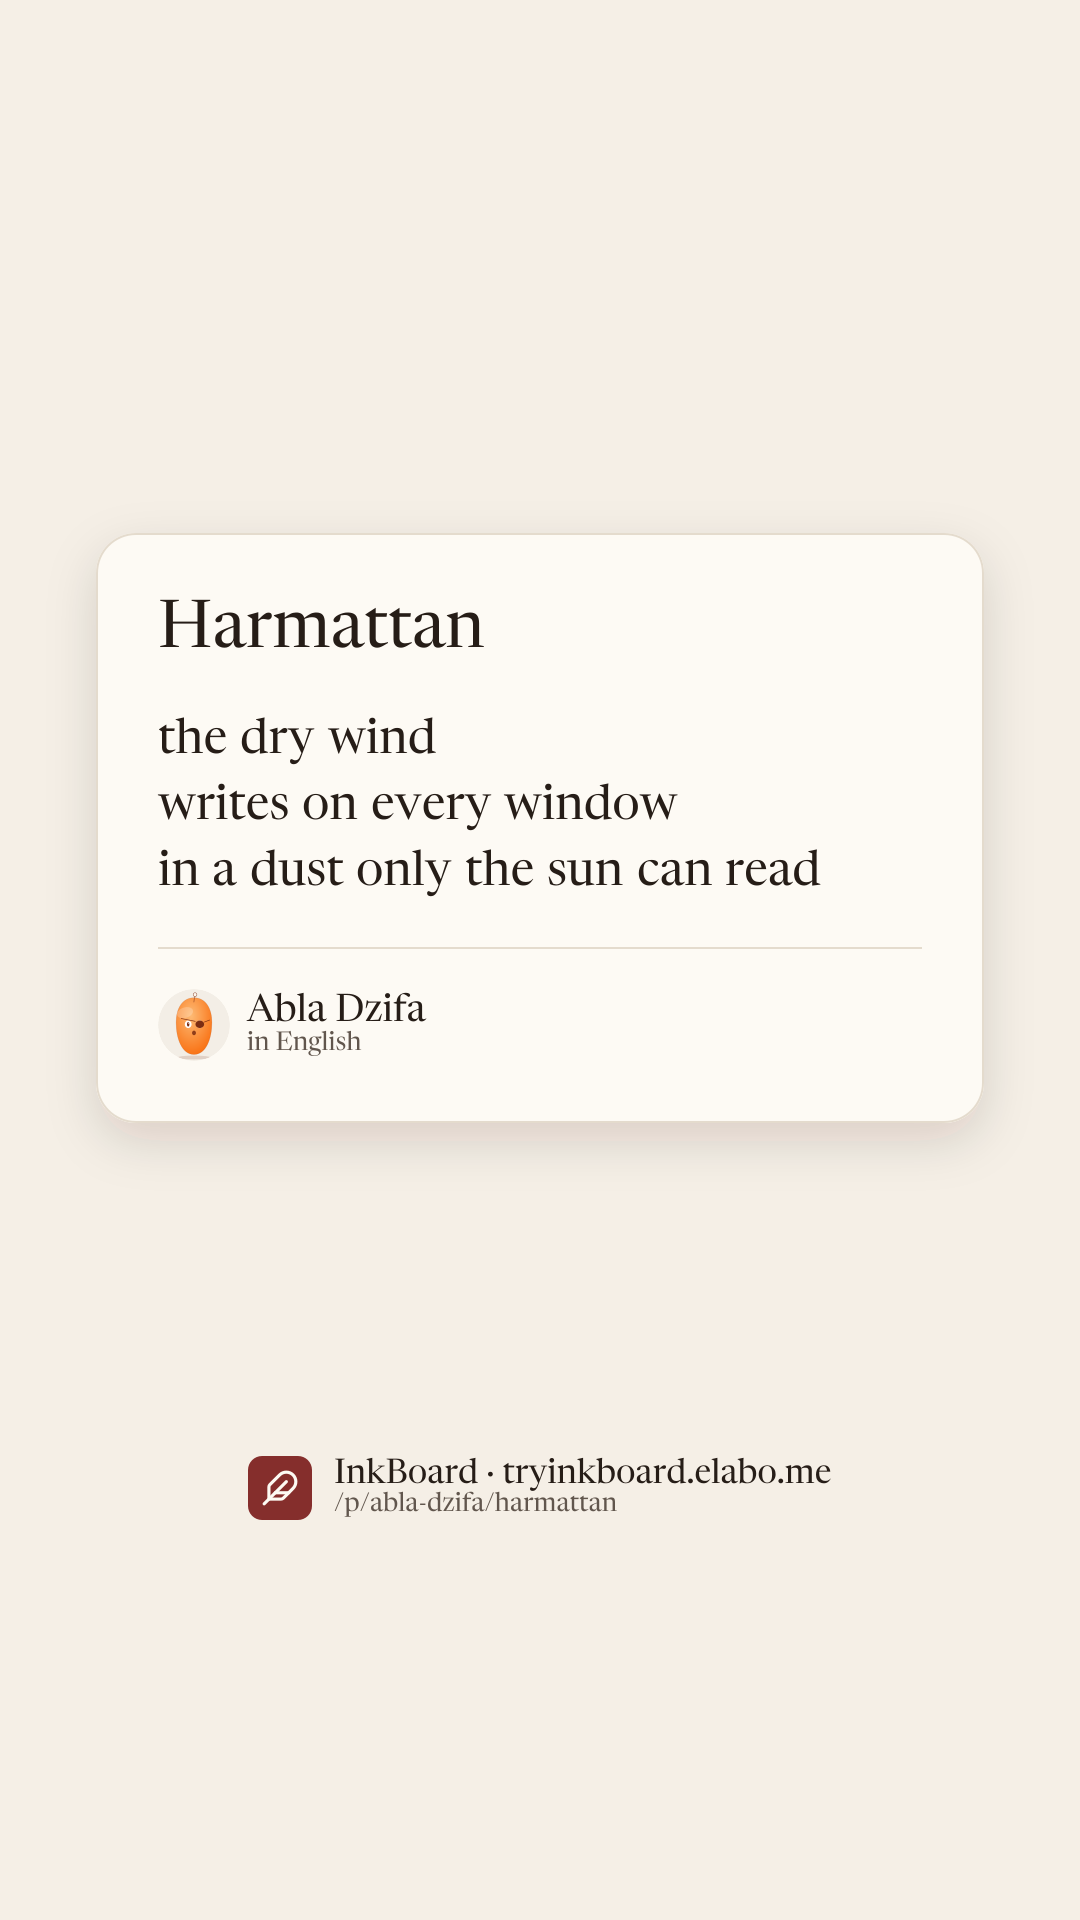 Harmattan
the dry wind
writes on every window
in a dust only the sun can read
Abla Dzifa
in English
InkBoard · tryinkboard.elabo.me
/p/abla-dzifa/harmattan